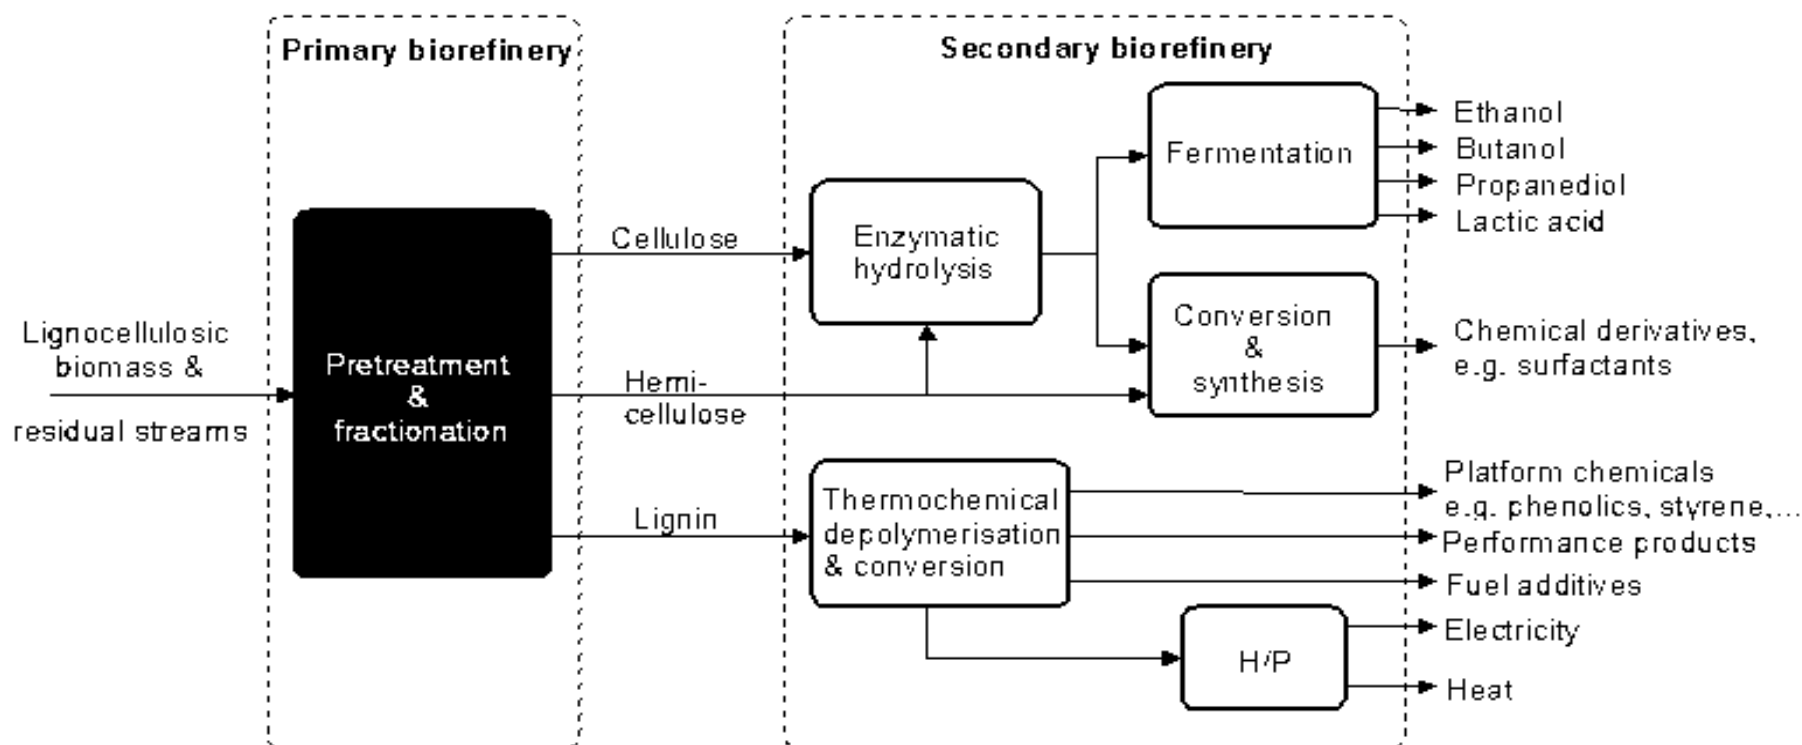 Primary biorefinery
Secondary biorefinery
Lignocellulosic
biomass &
residual streams
Pretreatment
&
fractionation
Cellulose
Hemi-
cellulose
Lignin
Enzymatic
hydrolysis
Fermentation
Conversion
&
synthesis
Thermochemical
depolymerisation
& conversion
H/P
Ethanol
Butanol
Propanediol
Lactic acid
Chemical derivatives,
e.g. surfactants
Platform chemicals
e.g. phenolics, styrene,...
Performance products
Fuel additives
Electricity
Heat